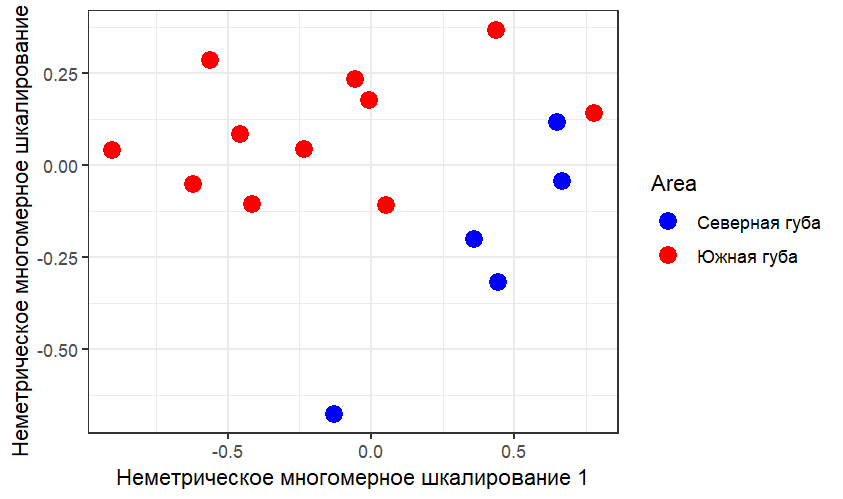 Неметрическое многомерное шкалирование
0.25
0.00
-0.25
-0.50
-0.5
0.0
0.5
Неметрическое многомерное шкалирование 1
Area
Северная губа
Южная губа